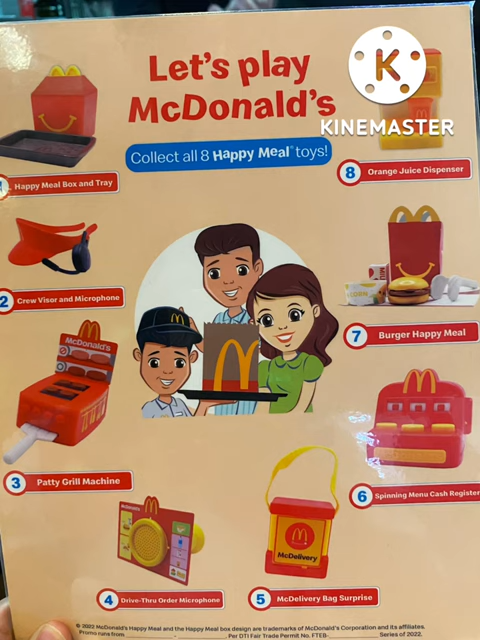 Let's play
McDonald's
K
KINEMASTER
Collect all 8 Happy Meal® toys!
1 Happy Meal Box and Tray
8 Orange Juice Dispenser
2 Crew Visor and Microphone
7 Burger Happy Meal
McDonald's
3 Patty Grill Machine
6 Spinning Menu Cash Register
McDelivery
4 Drive-Thru Order Microphone
5 McDelivery Bag Surprise
© 2022 McDonald's Happy Meal and the Happy Meal box design are trademarks of McDonald's Corporation and its affiliates.
Promo runs from - Per DTI Fair Trade Permit No. FTEB- Series of 2022.